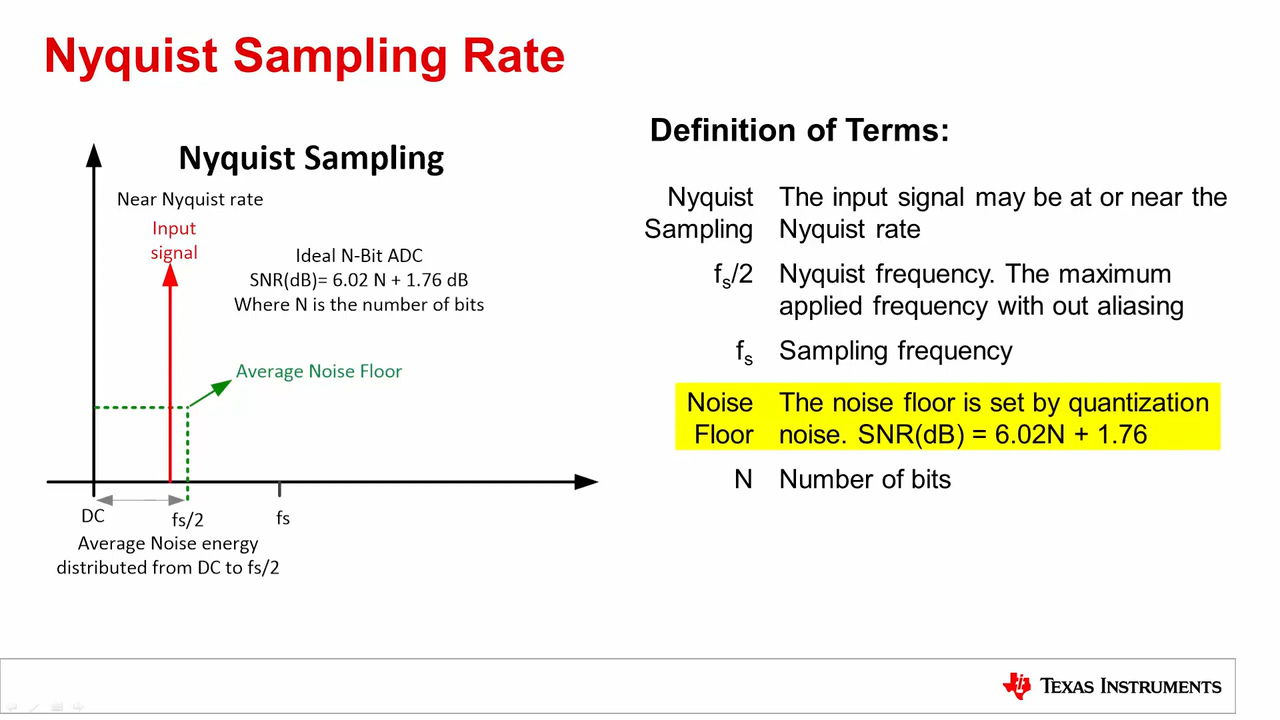 Nyquist Sampling Rate
Nyquist Sampling
Near Nyquist rate
Input
signal
Ideal N-Bit ADC
SNR(dB)= 6.02 N + 1.76 dB
Where N is the number of bits
Average Noise Floor
DC
fs/2
fs
Average Noise energy
distributed from DC to fs/2
Definition of Terms:
Nyquist The input signal may be at or near the
Sampling Nyquist rate
fs/2 Nyquist frequency. The maximum
applied frequency with out aliasing
fs Sampling frequency
Noise The noise floor is set by quantization
Floor noise. SNR(dB) = 6.02N + 1.76
N Number of bits
TEXAS INSTRUMENTS